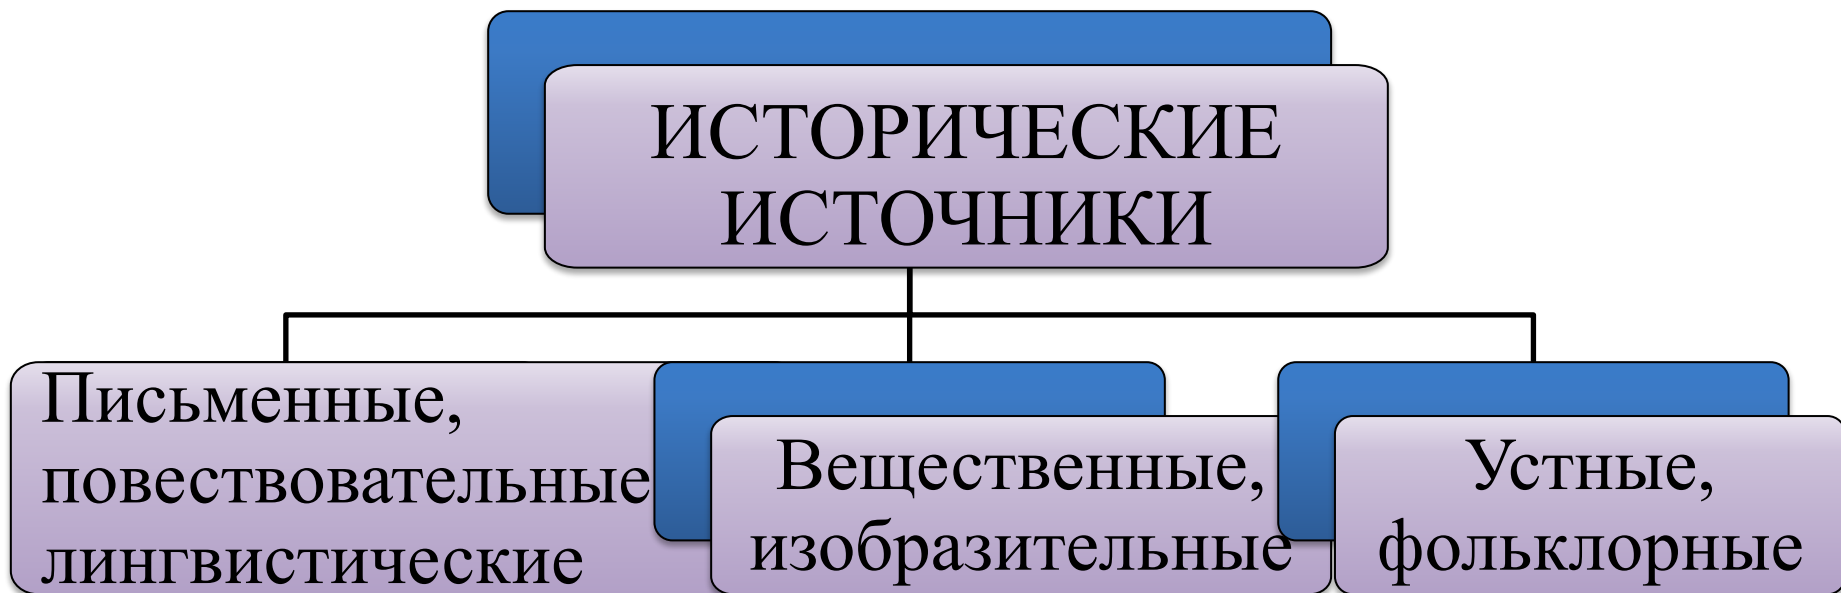 ИСТОРИЧЕСКИЕ
ИСТОЧНИКИ
Письменные,
повествовательные
лингвистические
Вещественные,
изобразительные
Устные,
фольклорные